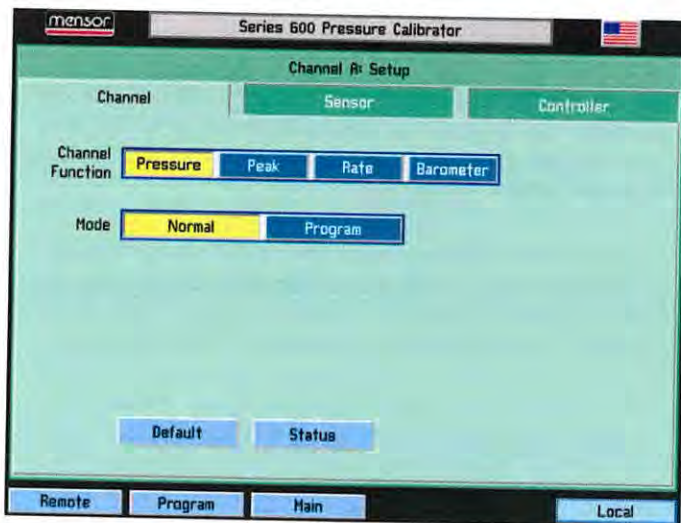 mensor
Series 600 Pressure Calibrator
Channel A: Setup
Channel
Sensor
Controller
Channel
Function
Pressure
Peak
Rate
Barometer
Mode
Normal
Program
Default
Status
Remote
Program
Main
Local